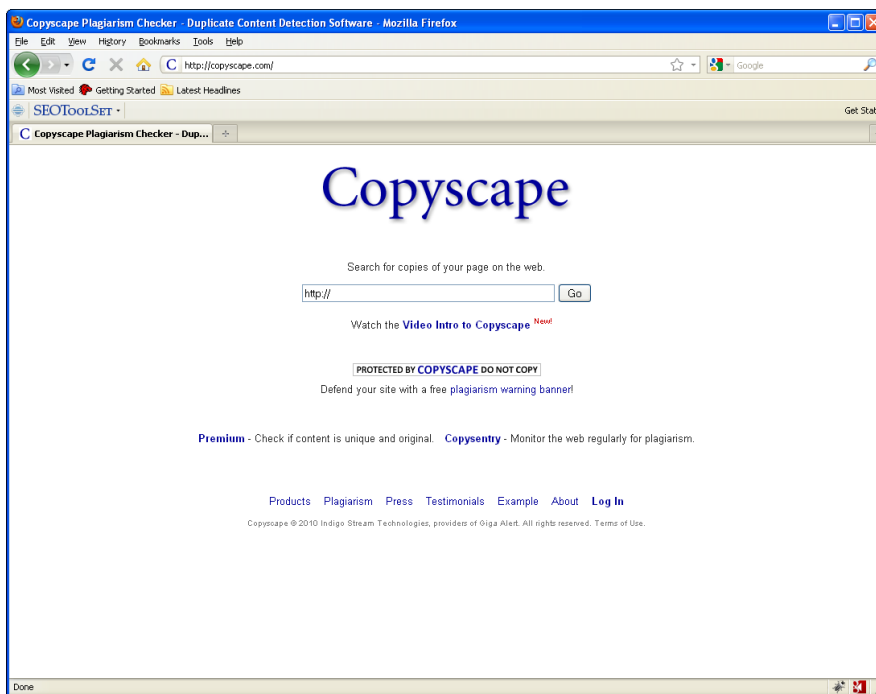 Copyscape Plagiarism Checker - Duplicate Content Detection Software - Mozilla Firefox
File Edit View History Bookmarks Tools Help
C http://copyscape.com/ Google
Most Visited Getting Started Latest Headlines
SEOToolSet Get Stat
C Copyscape Plagiarism Checker - Dup...
Copyscape
Search for copies of your page on the web.
http:// Go
Watch the Video Intro to Copyscape New!
PROTECTED BY COPYSCAPE DO NOT COPY
Defend your site with a free plagiarism warning banner!
Premium - Check if content is unique and original. Copysentry - Monitor the web regularly for plagiarism.
Products Plagiarism Press Testimonials Example About Log In
Copyscape © 2010 Indigo Stream Technologies, providers of Giga Alert. All rights reserved. Terms of Use.
Done